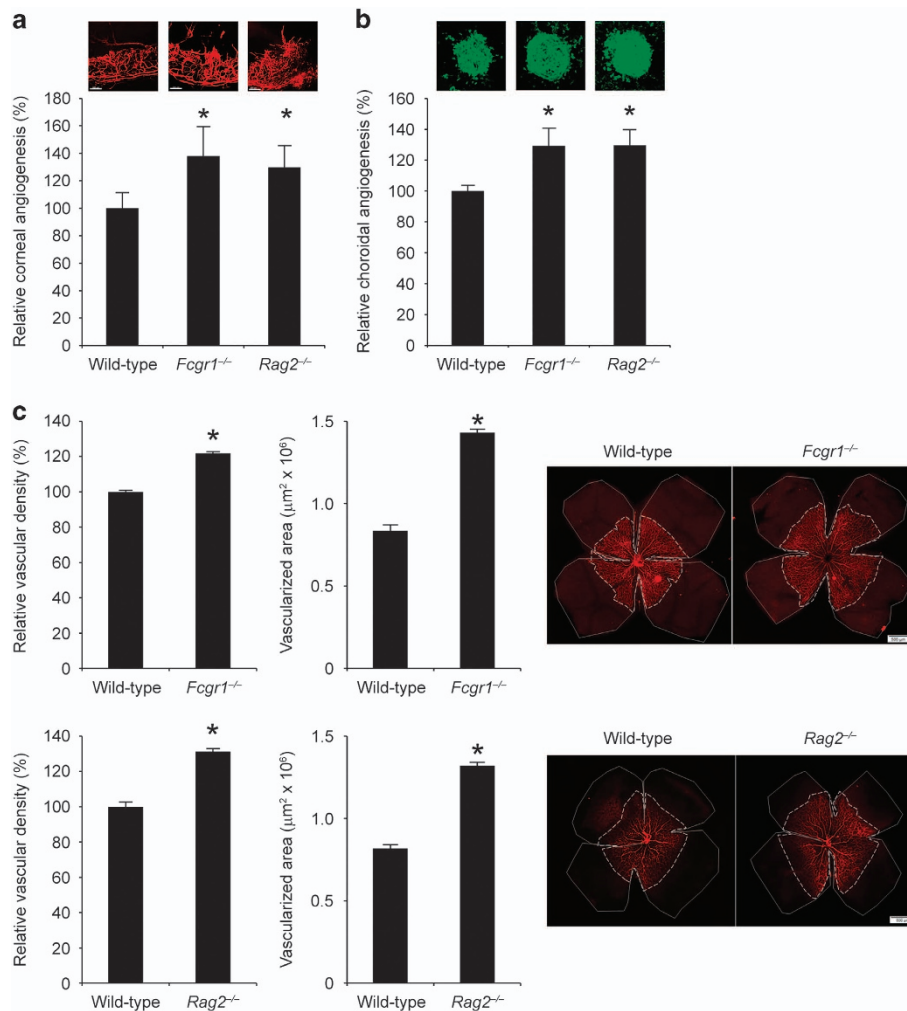 a
b
Relative corneal angiogenesis (%)
180
160
140
120
100
80
60
40
20
0
*
*
Wild-type
Fcgr1⁻/⁻
Rag2⁻/⁻
Relative choroidal angiogenesis (%)
160
140
120
100
80
60
40
20
0
*
*
Wild-type
Fcgr1⁻/⁻
Rag2⁻/⁻
c
Relative vascular density (%)
140
120
100
80
60
40
20
0
*
Wild-type
Fcgr1⁻/⁻
Vascularized area (μm² x 10⁶)
1.5
1
0.5
0
*
Wild-type
Fcgr1⁻/⁻
Wild-type
Fcgr1⁻/⁻
Relative vascular density (%)
140
120
100
80
60
40
20
0
*
Wild-type
Rag2⁻/⁻
Vascularized area (μm² x 10⁶)
1.5
1
0.5
0
*
Wild-type
Rag2⁻/⁻
Wild-type
Rag2⁻/⁻